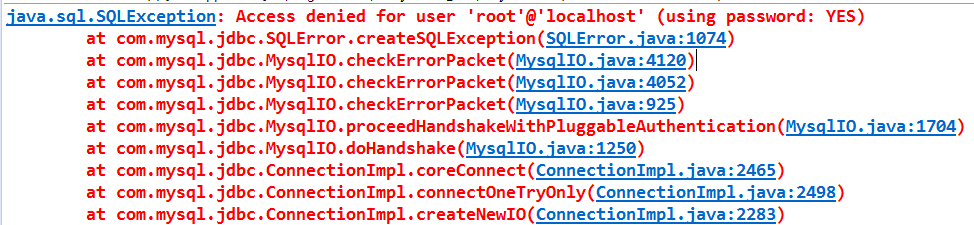 java.sql.SQLException: Access denied for user 'root'@'localhost' (using password: YES)
at com.mysql.jdbc.SQLError.createSQLException(SQLError.java:1074)
at com.mysql.jdbc.MysqlIO.checkErrorPacket(MysqlIO.java:4120)
at com.mysql.jdbc.MysqlIO.checkErrorPacket(MysqlIO.java:4052)
at com.mysql.jdbc.MysqlIO.checkErrorPacket(MysqlIO.java:925)
at com.mysql.jdbc.MysqlIO.proceedHandshakeWithPluggableAuthentication(MysqlIO.java:1704)
at com.mysql.jdbc.MysqlIO.doHandshake(MysqlIO.java:1250)
at com.mysql.jdbc.ConnectionImpl.coreConnect(ConnectionImpl.java:2465)
at com.mysql.jdbc.ConnectionImpl.connectOneTryOnly(ConnectionImpl.java:2498)
at com.mysql.jdbc.ConnectionImpl.createNewIO(ConnectionImpl.java:2283)